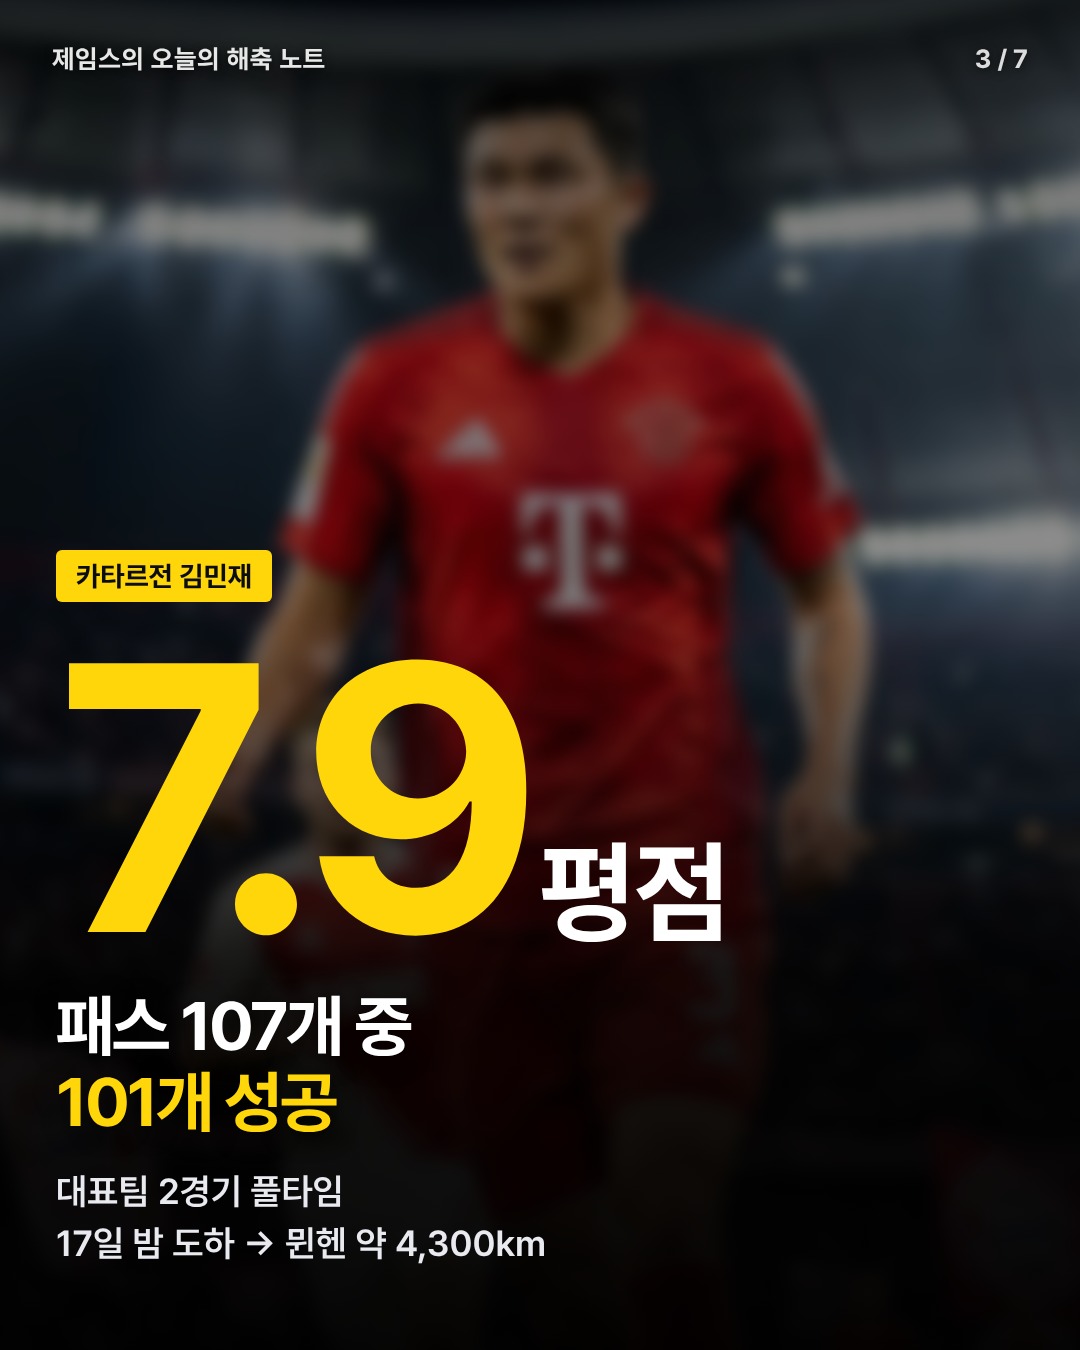 제임스의 오늘의 해축 노트
3 / 7
카타르전 김민재
7.9 평점
패스 107개 중
101개 성공
대표팀 2경기 풀타임
17일 밤 도하 → 뮌헨 약 4,300km
T